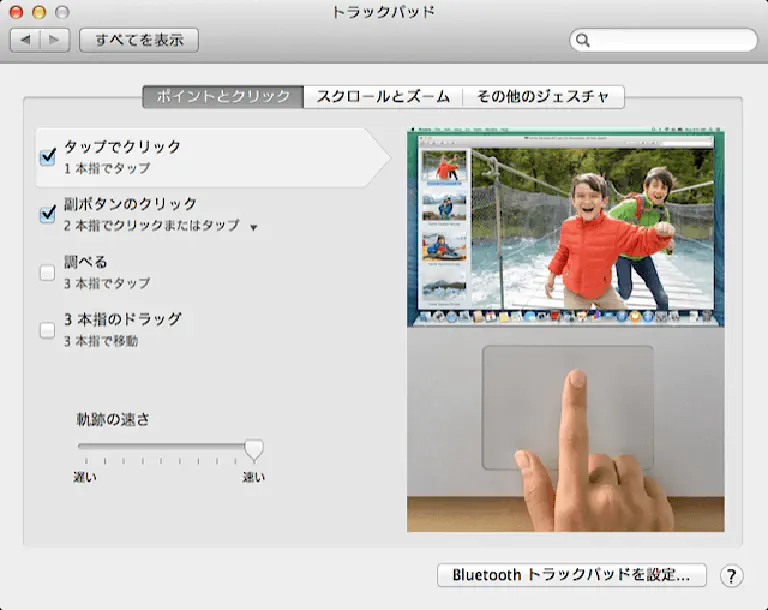 トラックパッド
すべてを表示
ポイントとクリック
スクロールとズーム
その他のジェスチャ
タップでクリック
1 本指でタップ
副ボタンのクリック
2 本指でクリックまたはタップ
調べる
3 本指でタップ
3 本指のドラッグ
3 本指で移動
軌跡の速さ
遅い
速い
Bluetooth トラックパッドを設定...
?